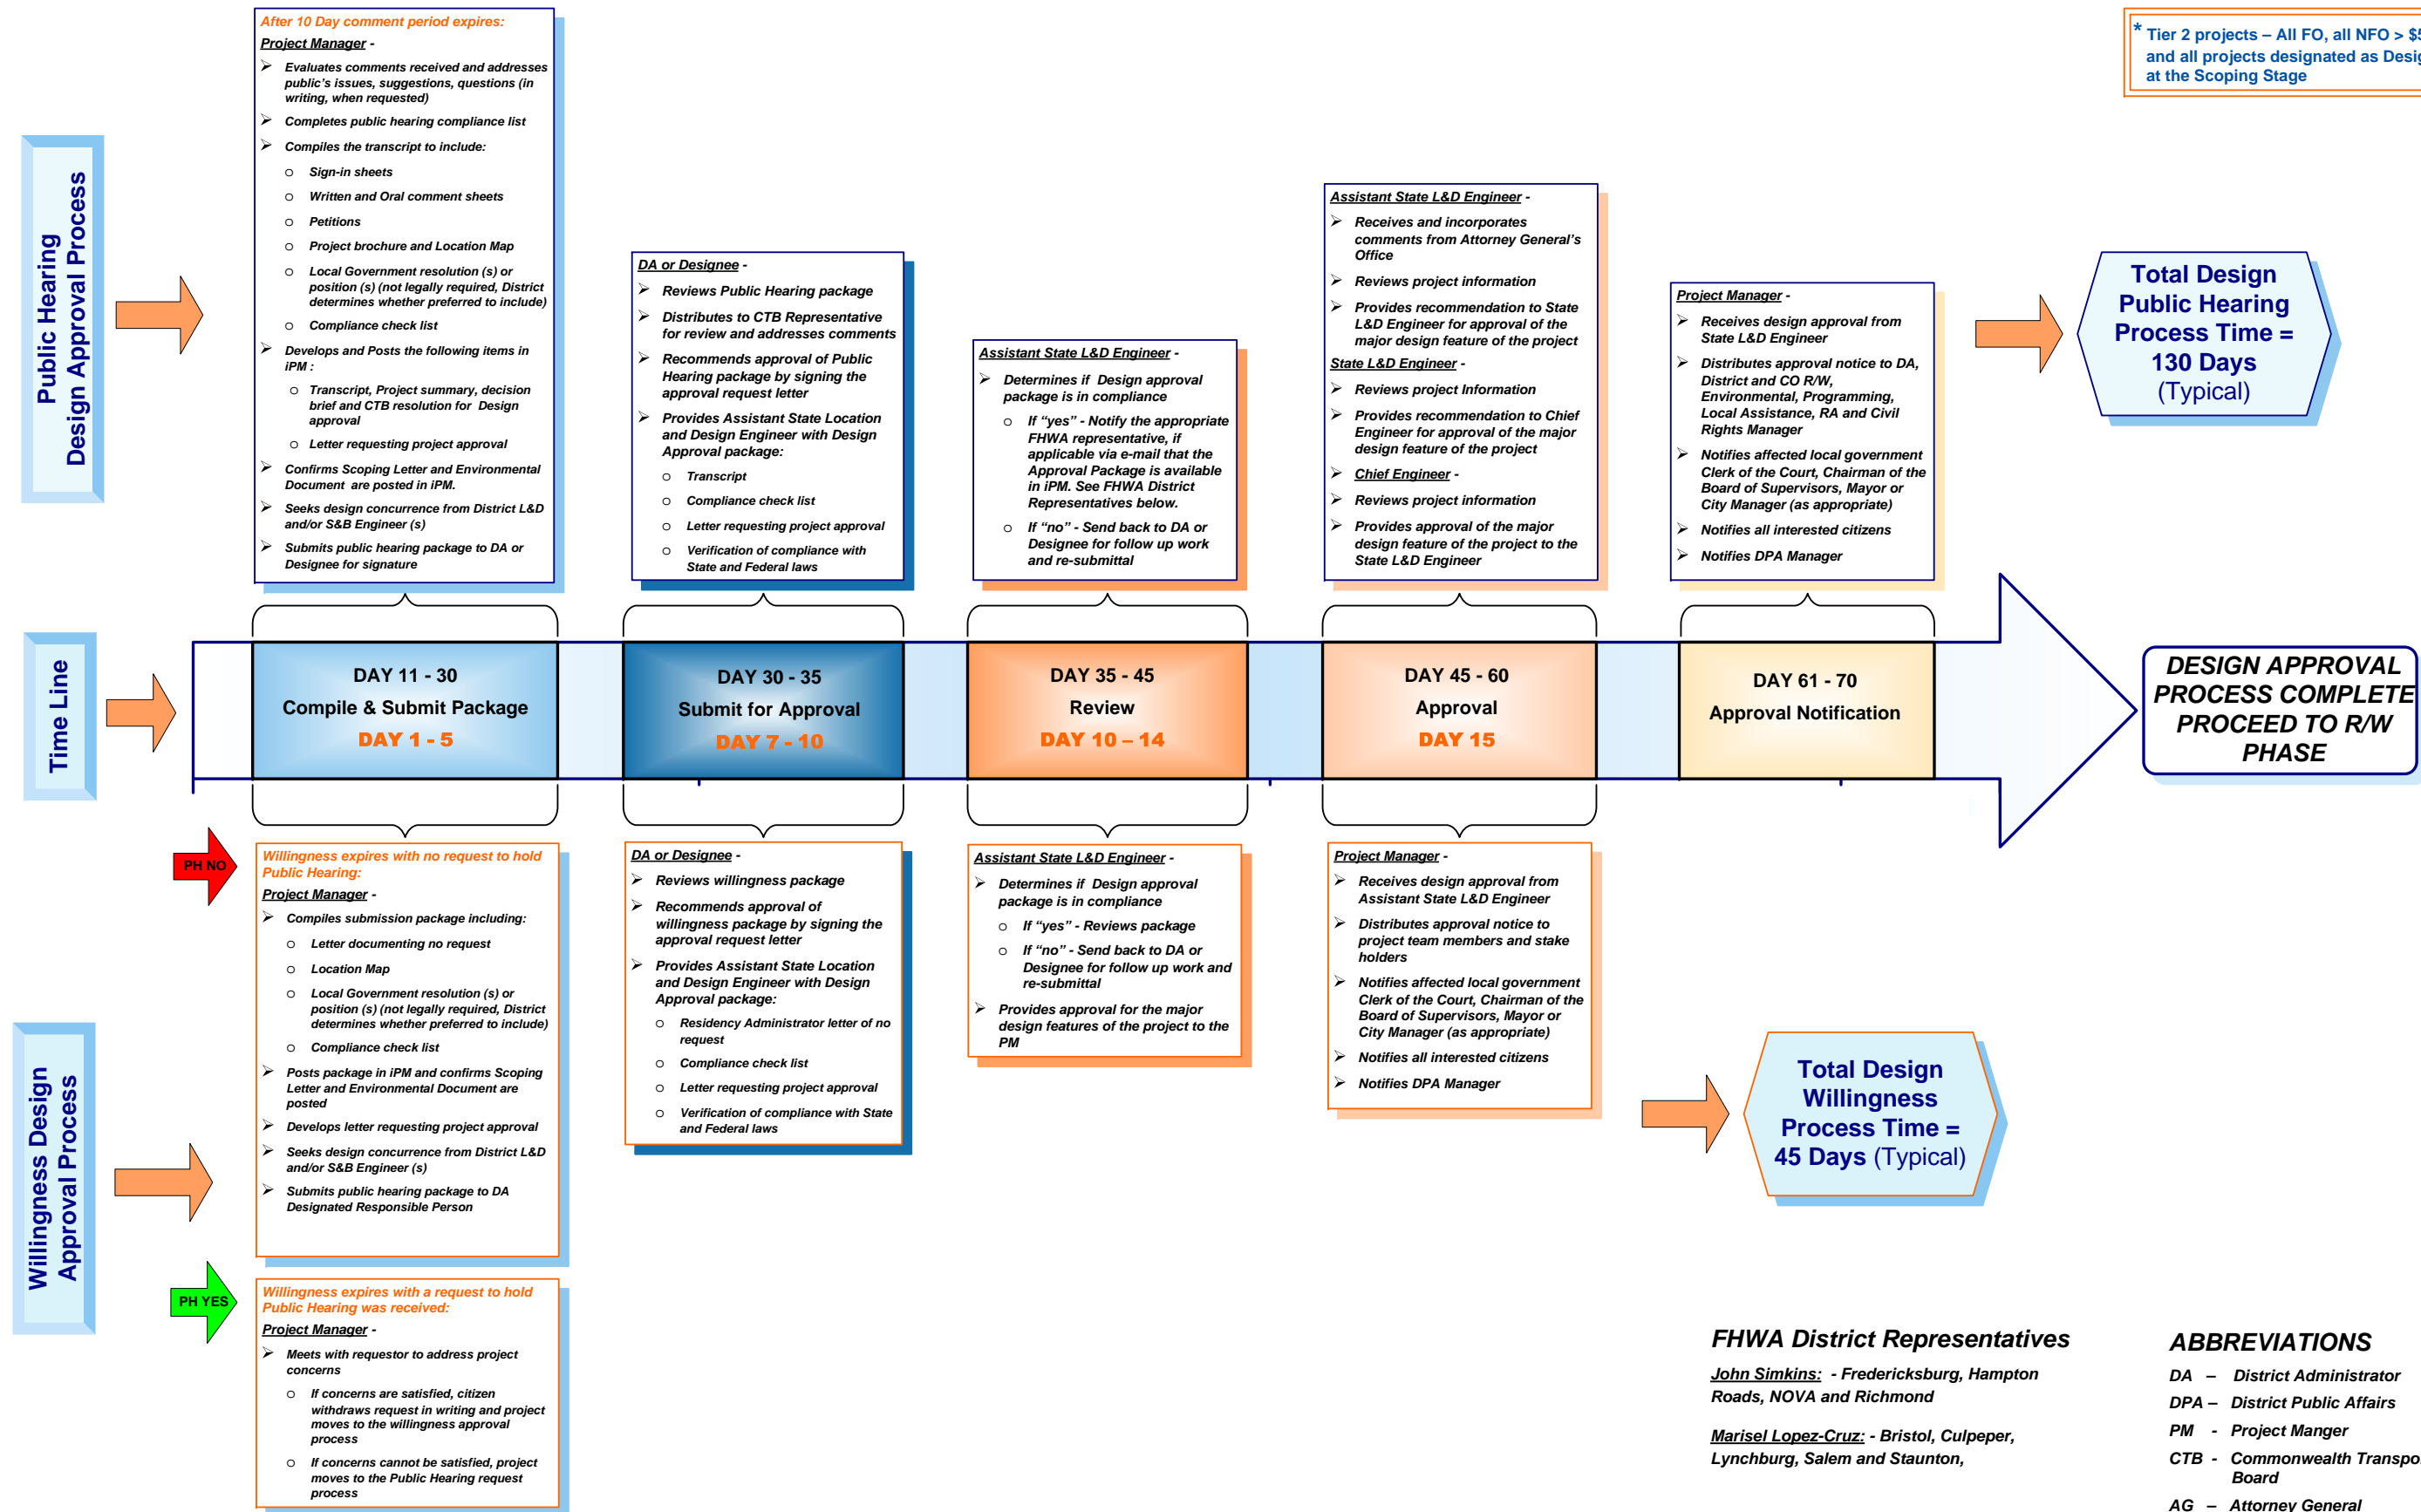 * Tier 2 projects – All FO, all NFO > $5
and all projects designated as Desig
at the Scoping Stage
Public Hearing
Design Approval Process
After 10 Day comment period expires:
Project Manager -
➢ Evaluates comments received and addresses
public's issues, suggestions, questions (in
writing, when requested)
➢ Completes public hearing compliance list
➢ Compiles the transcript to include:
o Sign-in sheets
o Written and Oral comment sheets
o Petitions
o Project brochure and Location Map
o Local Government resolution (s) or
position (s) (not legally required, District
determines whether preferred to include)
o Compliance check list
➢ Develops and Posts the following items in
iPM :
o Transcript, Project summary, decision
brief and CTB resolution for Design
approval
o Letter requesting project approval
➢ Confirms Scoping Letter and Environmental
Document are posted in iPM.
➢ Seeks design concurrence from District L&D
and/or S&B Engineer (s)
➢ Submits public hearing package to DA or
Designee for signature
DA or Designee -
➢ Reviews Public Hearing package
➢ Distributes to CTB Representative
for review and addresses comments
➢ Recommends approval of Public
Hearing package by signing the
approval request letter
➢ Provides Assistant State Location
and Design Engineer with Design
Approval package:
o Transcript
o Compliance check list
o Letter requesting project approval
o Verification of compliance with
State and Federal laws
Assistant State L&D Engineer -
➢ Determines if Design approval
package is in compliance
o If “yes” - Notify the appropriate
FHWA representative, if
applicable via e-mail that the
Approval Package is available
in iPM. See FHWA District
Representatives below.
o If “no” - Send back to DA or
Designee for follow up work
and re-submittal
Assistant State L&D Engineer -
➢ Receives and incorporates
comments from Attorney General's
Office
➢ Reviews project information
➢ Provides recommendation to State
L&D Engineer for approval of the
major design feature of the project
State L&D Engineer -
➢ Reviews project Information
➢ Provides recommendation to Chief
Engineer for approval of the major
design feature of the project
➢ Chief Engineer -
➢ Reviews project information
➢ Provides approval of the major
design feature of the project to the
State L&D Engineer
Project Manager -
➢ Receives design approval from
State L&D Engineer
➢ Distributes approval notice to DA,
District and CO R/W,
Environmental, Programming,
Local Assistance, RA and Civil
Rights Manager
➢ Notifies affected local government
Clerk of the Court, Chairman of the
Board of Supervisors, Mayor or
City Manager (as appropriate)
➢ Notifies all interested citizens
➢ Notifies DPA Manager
Total Design
Public Hearing
Process Time =
130 Days
(Typical)
Time Line
DAY 11 - 30
Compile & Submit Package
DAY 1 - 5
DAY 30 - 35
Submit for Approval
DAY 7 - 10
DAY 35 - 45
Review
DAY 10 – 14
DAY 45 - 60
Approval
DAY 15
DAY 61 - 70
Approval Notification
DESIGN APPROVAL
PROCESS COMPLETE
PROCEED TO R/W
PHASE
Willingness Design
Approval Process
PH NO
Willingness expires with no request to hold
Public Hearing:
Project Manager -
➢ Compiles submission package including:
o Letter documenting no request
o Location Map
o Local Government resolution (s) or
position (s) (not legally required, District
determines whether preferred to include)
o Compliance check list
➢ Posts package in iPM and confirms Scoping
Letter and Environmental Document are
posted
➢ Develops letter requesting project approval
➢ Seeks design concurrence from District L&D
and/or S&B Engineer (s)
➢ Submits public hearing package to DA
Designated Responsible Person
DA or Designee -
➢ Reviews willingness package
➢ Recommends approval of
willingness package by signing the
approval request letter
➢ Provides Assistant State Location
and Design Engineer with Design
Approval package:
o Residency Administrator letter of no
request
o Compliance check list
o Letter requesting project approval
o Verification of compliance with State
and Federal laws
Assistant State L&D Engineer -
➢ Determines if Design approval
package is in compliance
o If “yes” - Reviews package
o If “no” - Send back to DA or
Designee for follow up work and
re-submittal
➢ Provides approval for the major
design features of the project to the
PM
Project Manager -
➢ Receives design approval from
Assistant State L&D Engineer
➢ Distributes approval notice to
project team members and stake
holders
➢ Notifies affected local government
Clerk of the Court, Chairman of the
Board of Supervisors, Mayor or
City Manager (as appropriate)
➢ Notifies all interested citizens
➢ Notifies DPA Manager
Total Design
Willingness
Process Time =
45 Days (Typical)
PH YES
Willingness expires with a request to hold
Public Hearing was received:
Project Manager -
➢ Meets with requestor to address project
concerns
o If concerns are satisfied, citizen
withdraws request in writing and project
moves to the willingness approval
process
o If concerns cannot be satisfied, project
moves to the Public Hearing request
process
FHWA District Representatives
John Simkins: - Fredericksburg, Hampton
Roads, NOVA and Richmond
Marisel Lopez-Cruz: - Bristol, Culpeper,
Lynchburg, Salem and Staunton,
ABBREVIATIONS
DA – District Administrator
DPA – District Public Affairs
PM - Project Manger
CTB - Commonwealth Transpo
Board
AG – Attorney General